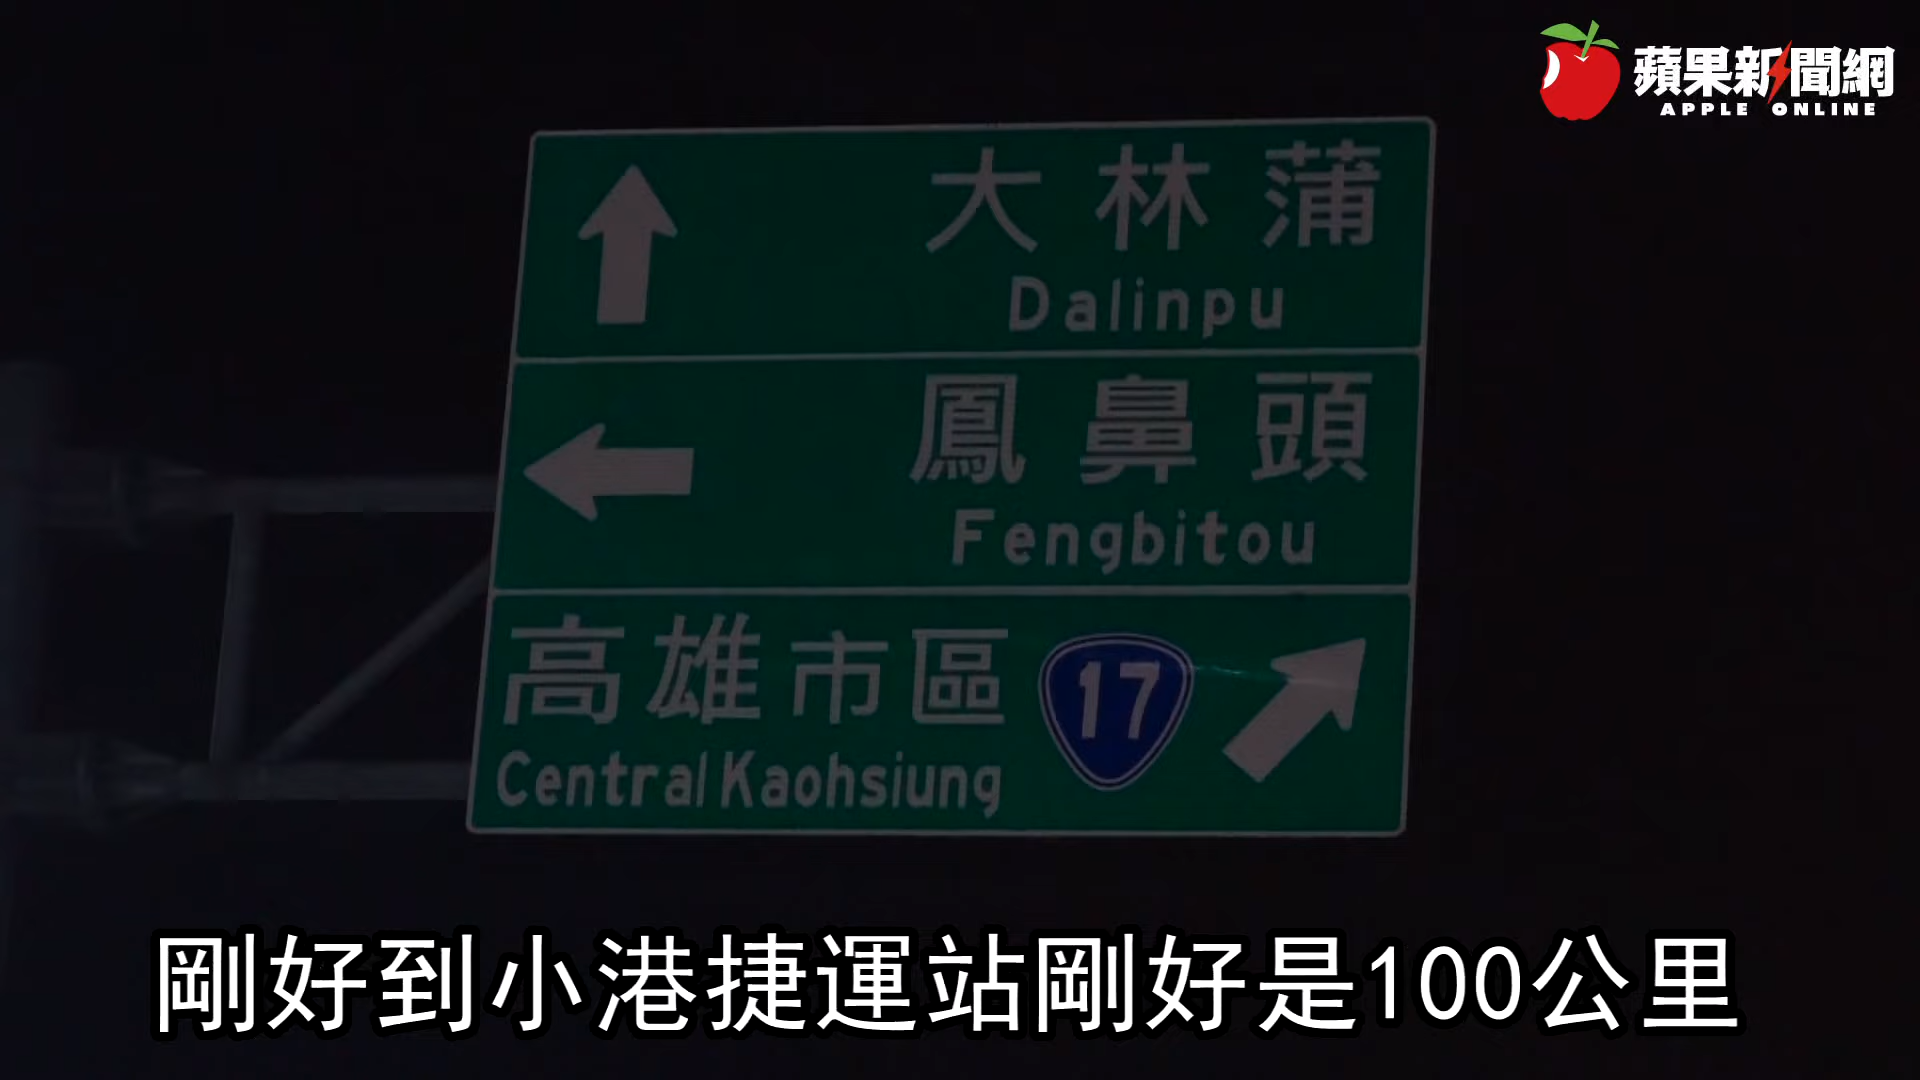 蘋果新聞網
APPLE ONLINE
大林蒲
Dalinpu
鳳鼻頭
Fengbitou
高雄市區 17
Central Kaohsiung
剛好到小港捷運站剛好是100公里